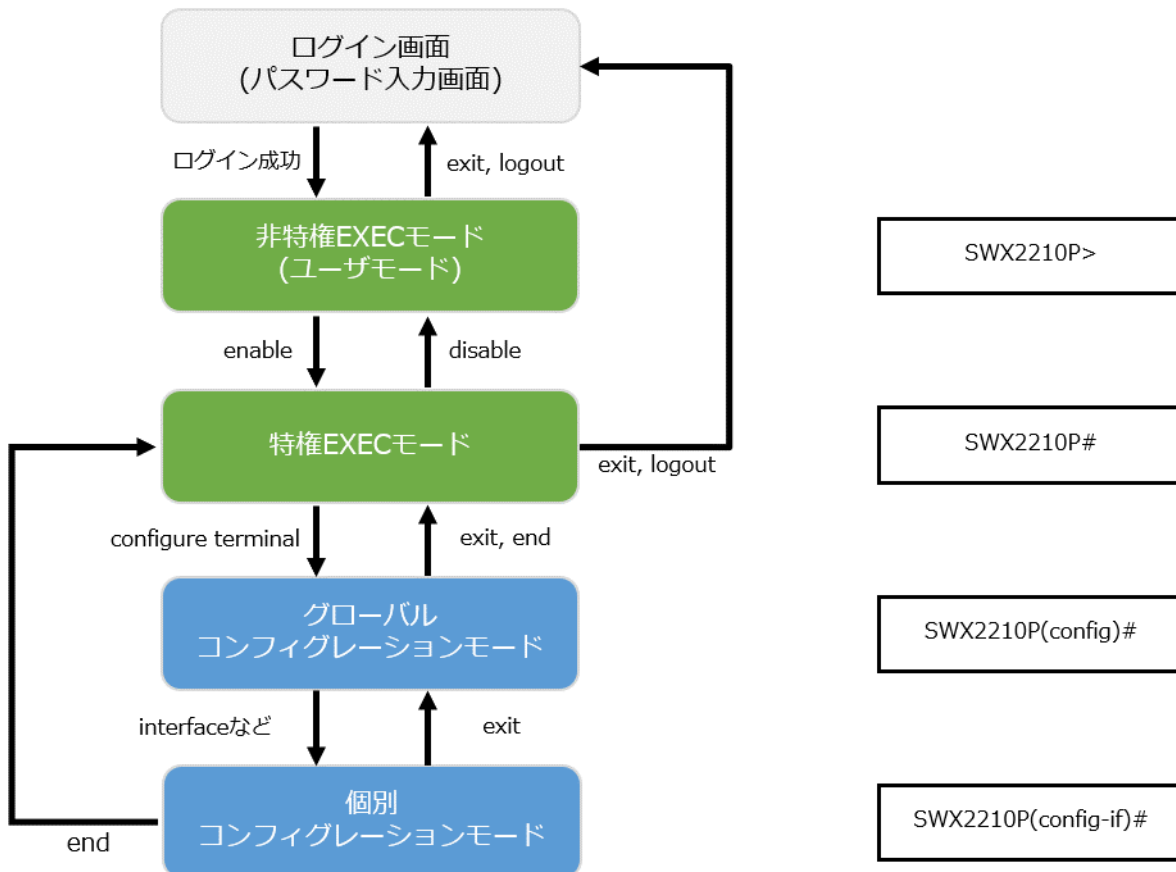 ログイン画面
(パスワード入力画面)
ログイン成功
exit, logout
非特権EXECモード
(ユーザモード)
SWX2210P>
enable
disable
特権EXECモード
SWX2210P#
exit, logout
configure terminal
exit, end
グローバル
コンフィグレーションモード
SWX2210P(config)#
interfaceなど
exit
個別
コンフィグレーションモード
SWX2210P(config-if)#
end